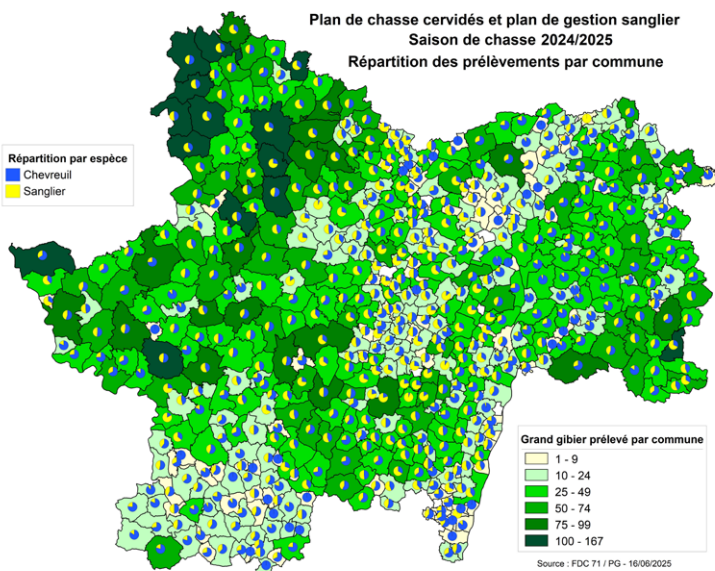 Plan de chasse cervidés et plan de gestion sanglier
Saison de chasse 2024/2025
Répartition des prélèvements par commune
Répartition par espèce
Chevreuil
Sanglier
Grand gibier prélevé par commune
1 - 9
10 - 24
25 - 49
50 - 74
75 - 99
100 - 167
Source : FDC 71 / PG - 16/06/2025